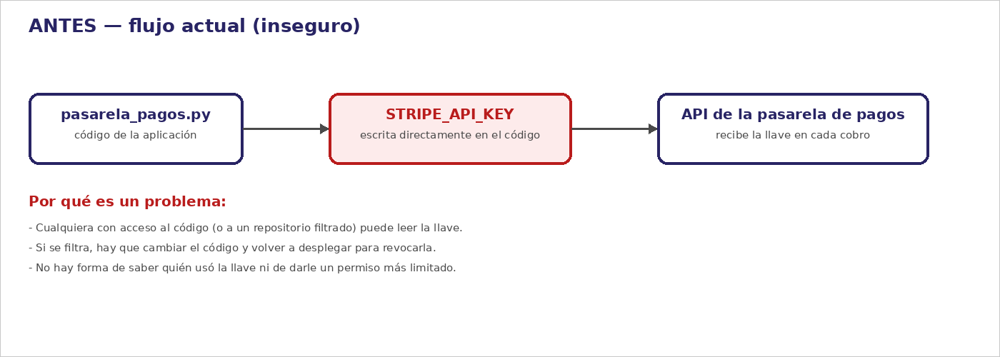 ANTES — flujo actual (inseguro)
pasarela_pagos.py
código de la aplicación
STRIPE_API_KEY
escrita directamente en el código
API de la pasarela de pagos
recibe la llave en cada cobro
Por qué es un problema:
- Cualquiera con acceso al código (o a un repositorio filtrado) puede leer la llave.
- Si se filtra, hay que cambiar el código y volver a desplegar para revocarla.
- No hay forma de saber quién usó la llave ni de darle un permiso más limitado.